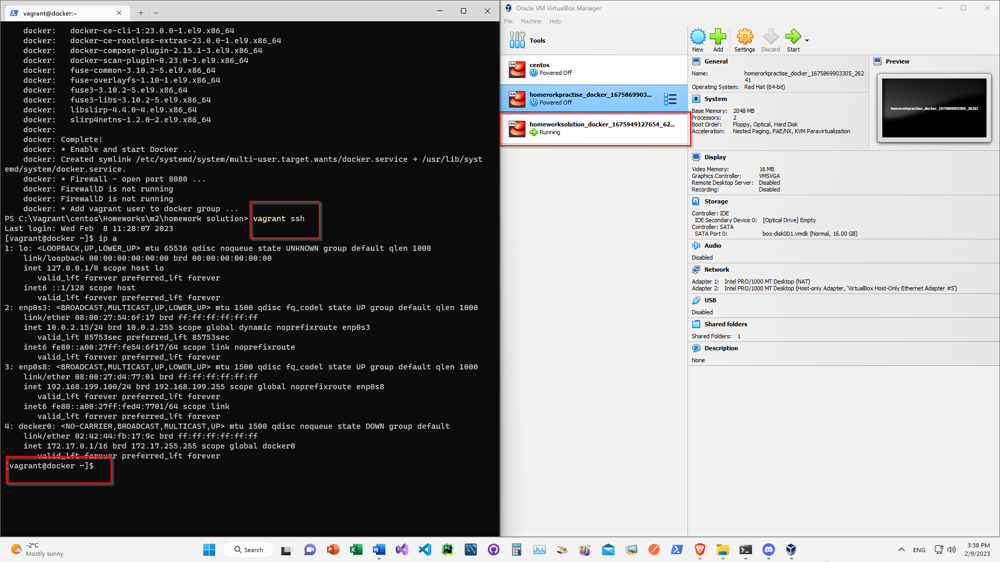 vagrant@docker:~
docker:   docker-ce-cli-1:23.0.0-1.el9.x86_64
docker:   docker-ce-rootless-extras-23.0.0-1.el9.x86_64
docker:   docker-compose-plugin-2.15.1-3.el9.x86_64
docker:   docker-scan-plugin-0.23.0-3.el9.x86_64
docker:   fuse-common-3.10.2-5.el9.x86_64
docker:   fuse-overlayfs-1.10-1.el9.x86_64
docker:   fuse3-3.10.2-5.el9.x86_64
docker:   fuse3-libs-3.10.2-5.el9.x86_64
docker:   libslirp-4.4.0-4.el9.x86_64
docker:   slirp4netns-1.2.0-2.el9.x86_64
docker:
docker: Complete!
docker: * Enable and start Docker ...
docker: Created symlink /etc/systemd/system/multi-user.target.wants/docker.service → /usr/lib/syst
emd/system/docker.service.
docker: * Firewall - open port 8080 ...
docker: FirewallD is not running
docker: FirewallD is not running
docker: * Add vagrant user to docker group ...
PS C:\Vagrant\centos\Homeworks\m2\homework solution> vagrant ssh
Last login: Wed Feb  8 11:28:07 2023
[vagrant@docker ~]$ ip a
1: lo: <LOOPBACK,UP,LOWER_UP> mtu 65536 qdisc noqueue state UNKNOWN group default qlen 1000
link/loopback 00:00:00:00:00:00 brd 00:00:00:00:00:00
inet 127.0.0.1/8 scope host lo
valid_lft forever preferred_lft forever
inet6 ::1/128 scope host
valid_lft forever preferred_lft forever
2: enp0s3: <BROADCAST,MULTICAST,UP,LOWER_UP> mtu 1500 qdisc fq_codel state UP group default qlen 1000
link/ether 08:00:27:54:6f:17 brd ff:ff:ff:ff:ff:ff
inet 10.0.2.15/24 brd 10.0.2.255 scope global dynamic noprefixroute enp0s3
valid_lft 85753sec preferred_lft 85753sec
inet6 fe80::a00:27ff:fe54:6f17/64 scope link noprefixroute
valid_lft forever preferred_lft forever
3: enp0s8: <BROADCAST,MULTICAST,UP,LOWER_UP> mtu 1500 qdisc fq_codel state UP group default qlen 1000
link/ether 08:00:27:d4:77:01 brd ff:ff:ff:ff:ff:ff
inet 192.168.199.100/24 brd 192.168.199.255 scope global noprefixroute enp0s8
valid_lft forever preferred_lft forever
inet6 fe80::a00:27ff:fed4:7701/64 scope link
valid_lft forever preferred_lft forever
4: docker0: <NO-CARRIER,BROADCAST,MULTICAST,UP> mtu 1500 qdisc noqueue state DOWN group default
link/ether 02:42:44:fb:17:9c brd ff:ff:ff:ff:ff:ff
inet 172.17.0.1/16 brd 172.17.255.255 scope global docker0
valid_lft forever preferred_lft forever
[vagrant@docker ~]$
Oracle VM VirtualBox Manager
File Machine Help
Tools
centos
Powered Off
homerorkpractise_docker_1675869903...
Powered Off
homeworksolution_docker_1675949127654_62...
Running
New Add Settings Discard Start
General
Name: homerorkpractise_docker_1675869903305_262
41
Operating System: Red Hat (64-bit)
Preview
homerorkpractise_docker_1675869903305_26241
System
Base Memory: 2048 MB
Processors: 2
Boot Order: Floppy, Optical, Hard Disk
Acceleration: Nested Paging, PAE/NX, KVM Paravirtualization
Display
Video Memory: 16 MB
Graphics Controller: VMSVGA
Remote Desktop Server: Disabled
Recording: Disabled
Storage
Controller: IDE
IDE Secondary Device 0: [Optical Drive] Empty
Controller: SATA
SATA Port 0: box-disk001.vmdk (Normal, 16.00 GB)
Audio
Disabled
Network
Adapter 1: Intel PRO/1000 MT Desktop (NAT)
Adapter 2: Intel PRO/1000 MT Desktop (Host-only Adapter, 'VirtualBox Host-Only Ethernet Adapter #5')
USB
Disabled
Shared folders
Shared Folders: 1
Description
None
-2°C
Mostly sunny
Search
ENG
3:38 PM
2/9/2023